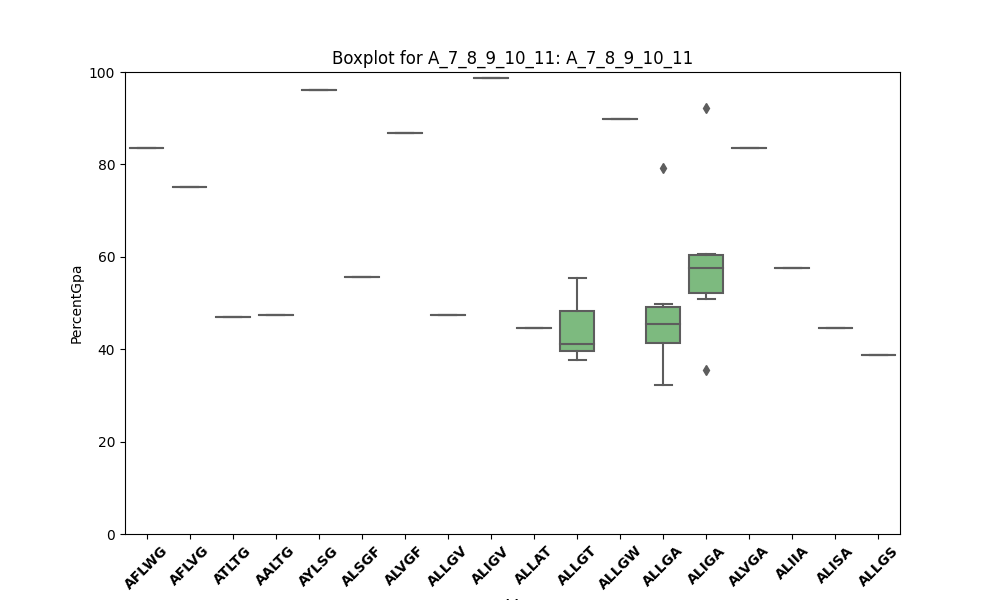 Boxplot for A_7_8_9_10_11: A_7_8_9_10_11
100
80
60
40
20
0
PercentGpa
AFLWG AFLVG ATLTG AALTG AYLSG ALSGF ALVGF ALLGV ALIGV ALLAT ALLGT ALLGW ALLGA ALIGA ALVGA ALIIA ALISA ALLGS